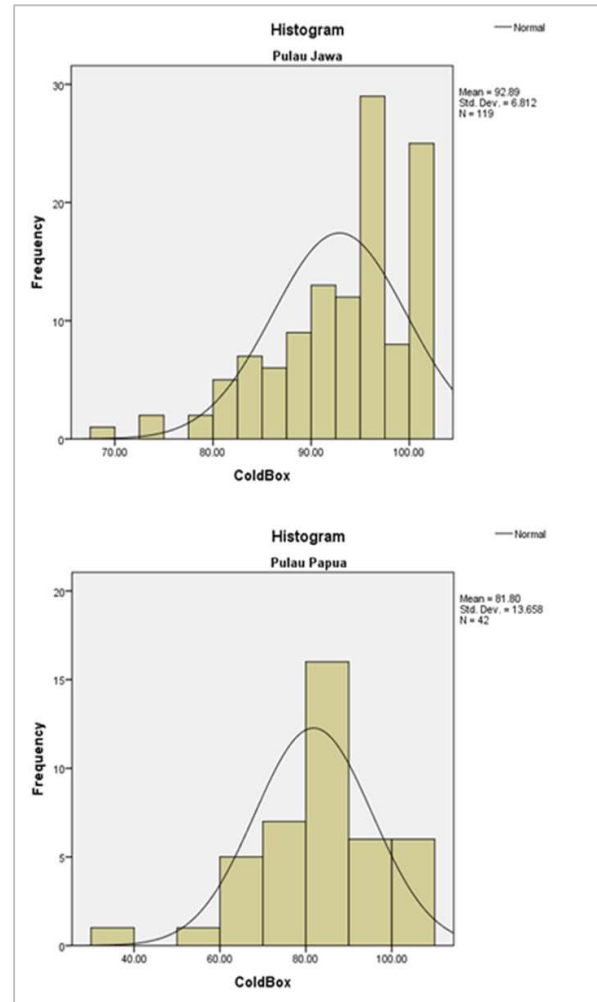 Histogram
Normal
Pulau Jawa
Mean = 92.89
Std. Dev. = 6.812
N = 119
30
20
10
0
Frequency
70.00 80.00 90.00 100.00
ColdBox
Histogram
Normal
Pulau Papua
Mean = 81.80
Std. Dev. = 13.658
N = 42
20
15
10
5
0
Frequency
40.00 60.00 80.00 100.00
ColdBox